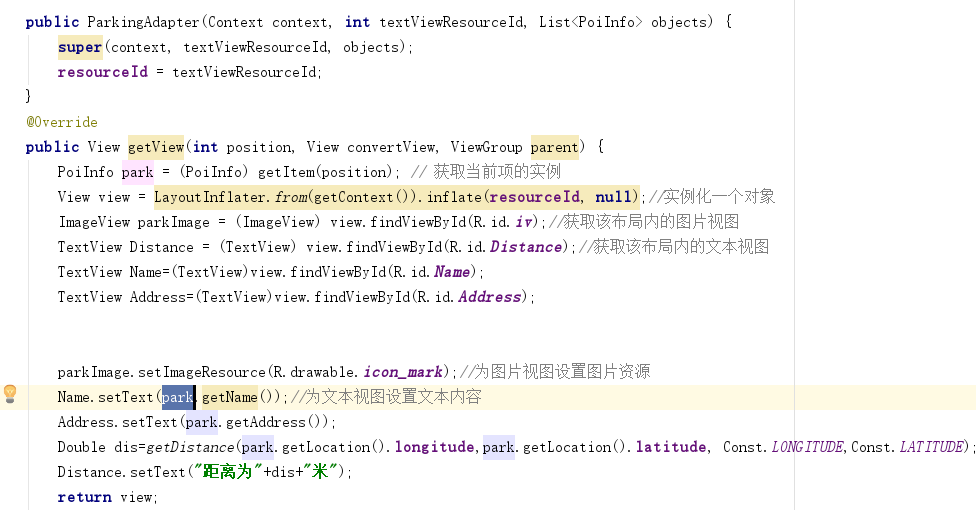 public ParkingAdapter(Context context, int textViewResourceId, List<PoiInfo> objects) {
super(context, textViewResourceId, objects);
resourceId = textViewResourceId;
}
@Override
public View getView(int position, View convertView, ViewGroup parent) {
PoiInfo park = (PoiInfo) getItem(position); // 获取当前项的实例
View view = LayoutInflater.from(getContext()).inflate(resourceId, null);//实例化一个对象
ImageView parkImage = (ImageView) view.findViewById(R.id.iv);//获取该布局内的图片视图
TextView Distance = (TextView) view.findViewById(R.id.Distance);//获取该布局内的文本视图
TextView Name=(TextView)view.findViewById(R.id.Name);
TextView Address=(TextView)view.findViewById(R.id.Address);
parkImage.setImageResource(R.drawable.icon_mark);//为图片视图设置图片资源
Name.setText(park.getName());//为文本视图设置文本内容
Address.setText(park.getAddress());
Double dis=getDistance(park.getLocation().longitude,park.getLocation().latitude, Const.LONGITUDE,Const.LATITUDE);
Distance.setText("距离为"+dis+"米");
return view;